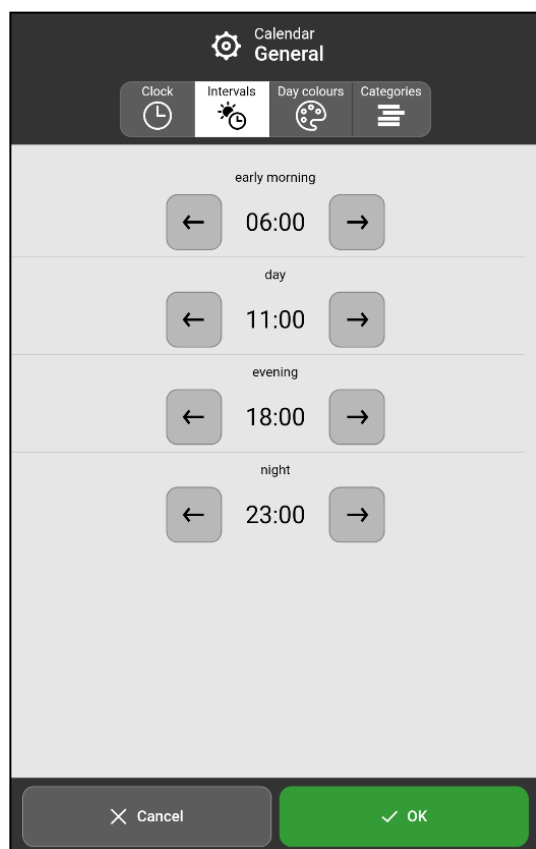 Calendar
General
Clock Intervals Day colours Categories
early morning
06:00
day
11:00
evening
18:00
night
23:00
Cancel OK